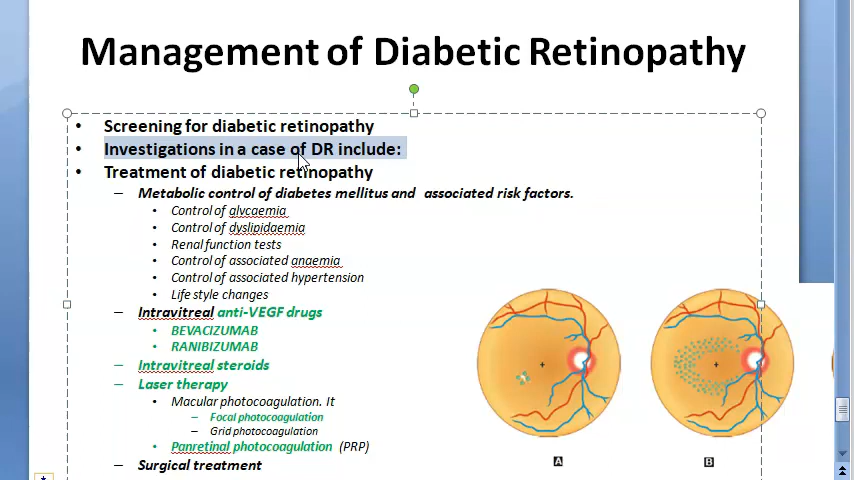 Management of Diabetic Retinopathy
• Screening for diabetic retinopathy
• Investigations in a case of DR include:
• Treatment of diabetic retinopathy
– Metabolic control of diabetes mellitus and associated risk factors.
• Control of glycaemia
• Control of dyslipidaemia
• Renal function tests
• Control of associated anaemia
• Control of associated hypertension
• Life style changes
– Intravitreal anti-VEGF drugs
• BEVACIZUMAB
• RANIBIZUMAB
– Intravitreal steroids
– Laser therapy
• Macular photocoagulation. It
– Focal photocoagulation
– Grid photocoagulation
• Panretinal photocoagulation (PRP)
– Surgical treatment
A
B